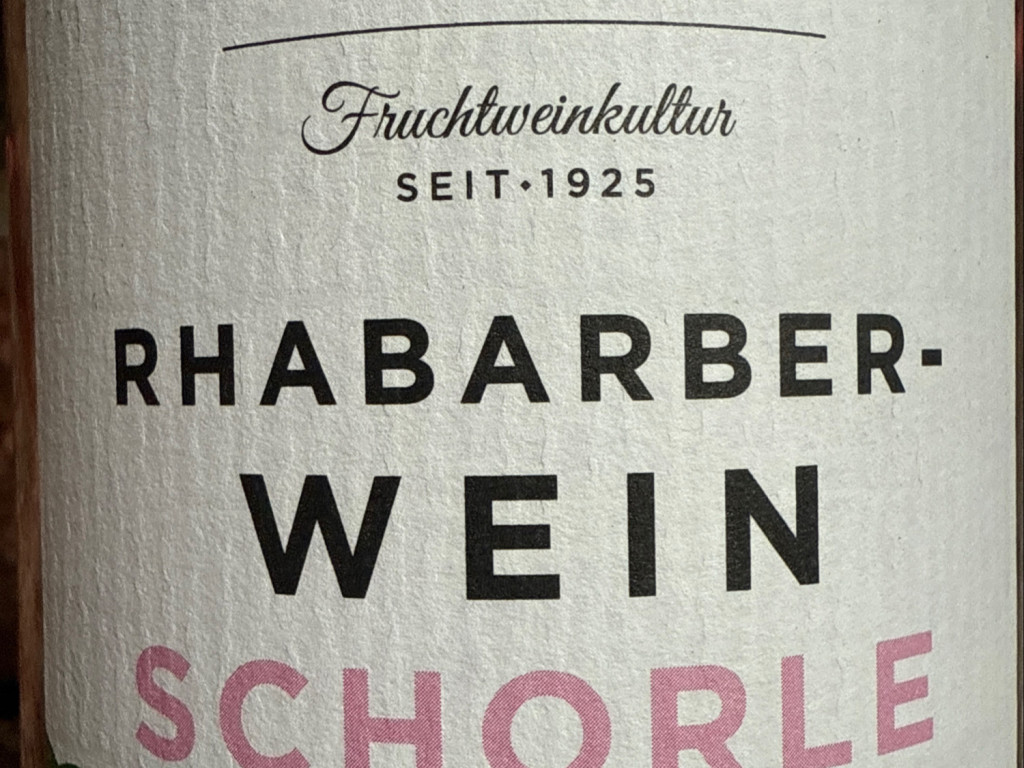 Fruchtweinkultur
SEIT·1925
RHABARBER-
WEIN
SCHORLE